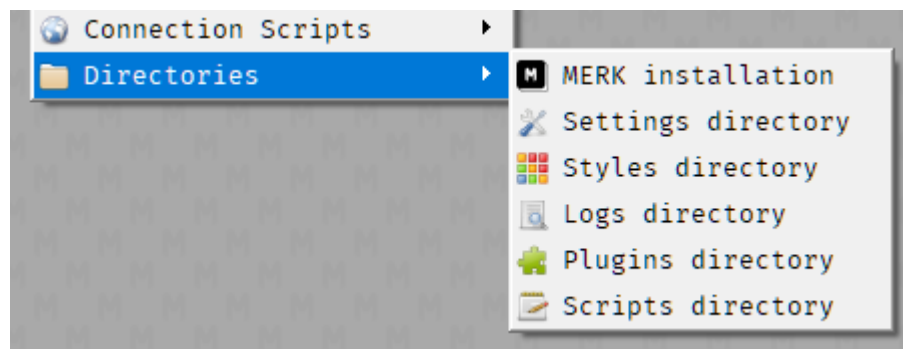 Connection Scripts
Directories
MERK installation
Settings directory
Styles directory
Logs directory
Plugins directory
Scripts directory